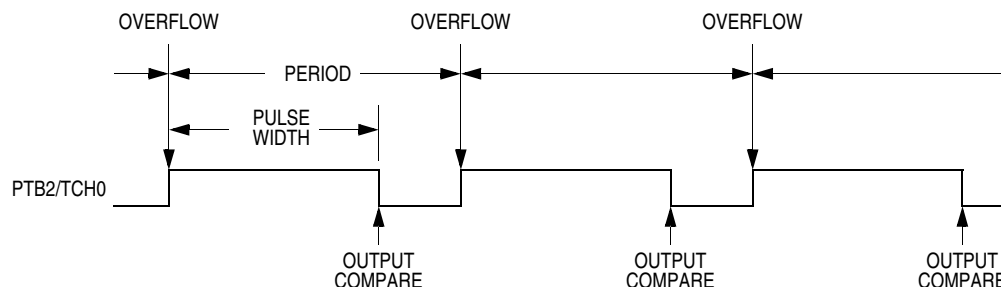 OVERFLOW
OVERFLOW
OVERFLOW
PERIOD
PULSE
WIDTH
PTB2/TCH0
OUTPUT
COMPARE
OUTPUT
COMPARE
OUTPUT
COMPARE